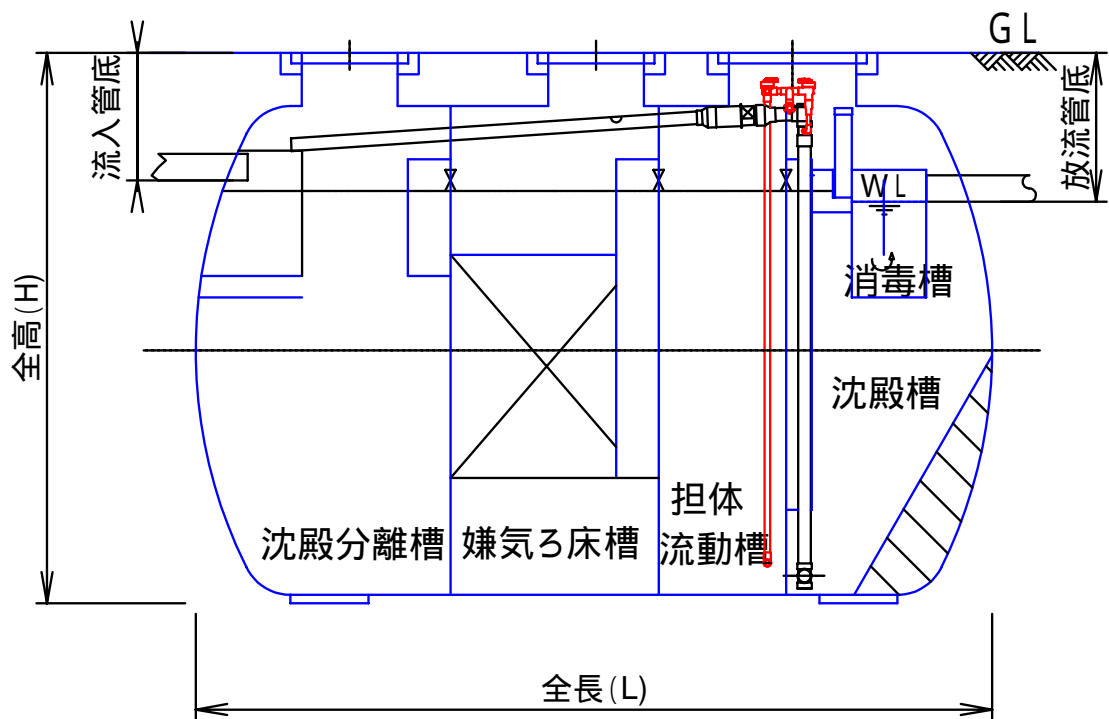 GL
流入管底
放流管底
WL
消毒槽
全高(H)
沈殿槽
担体
流動槽
沈殿分離槽
嫌気ろ床槽
全長(L)